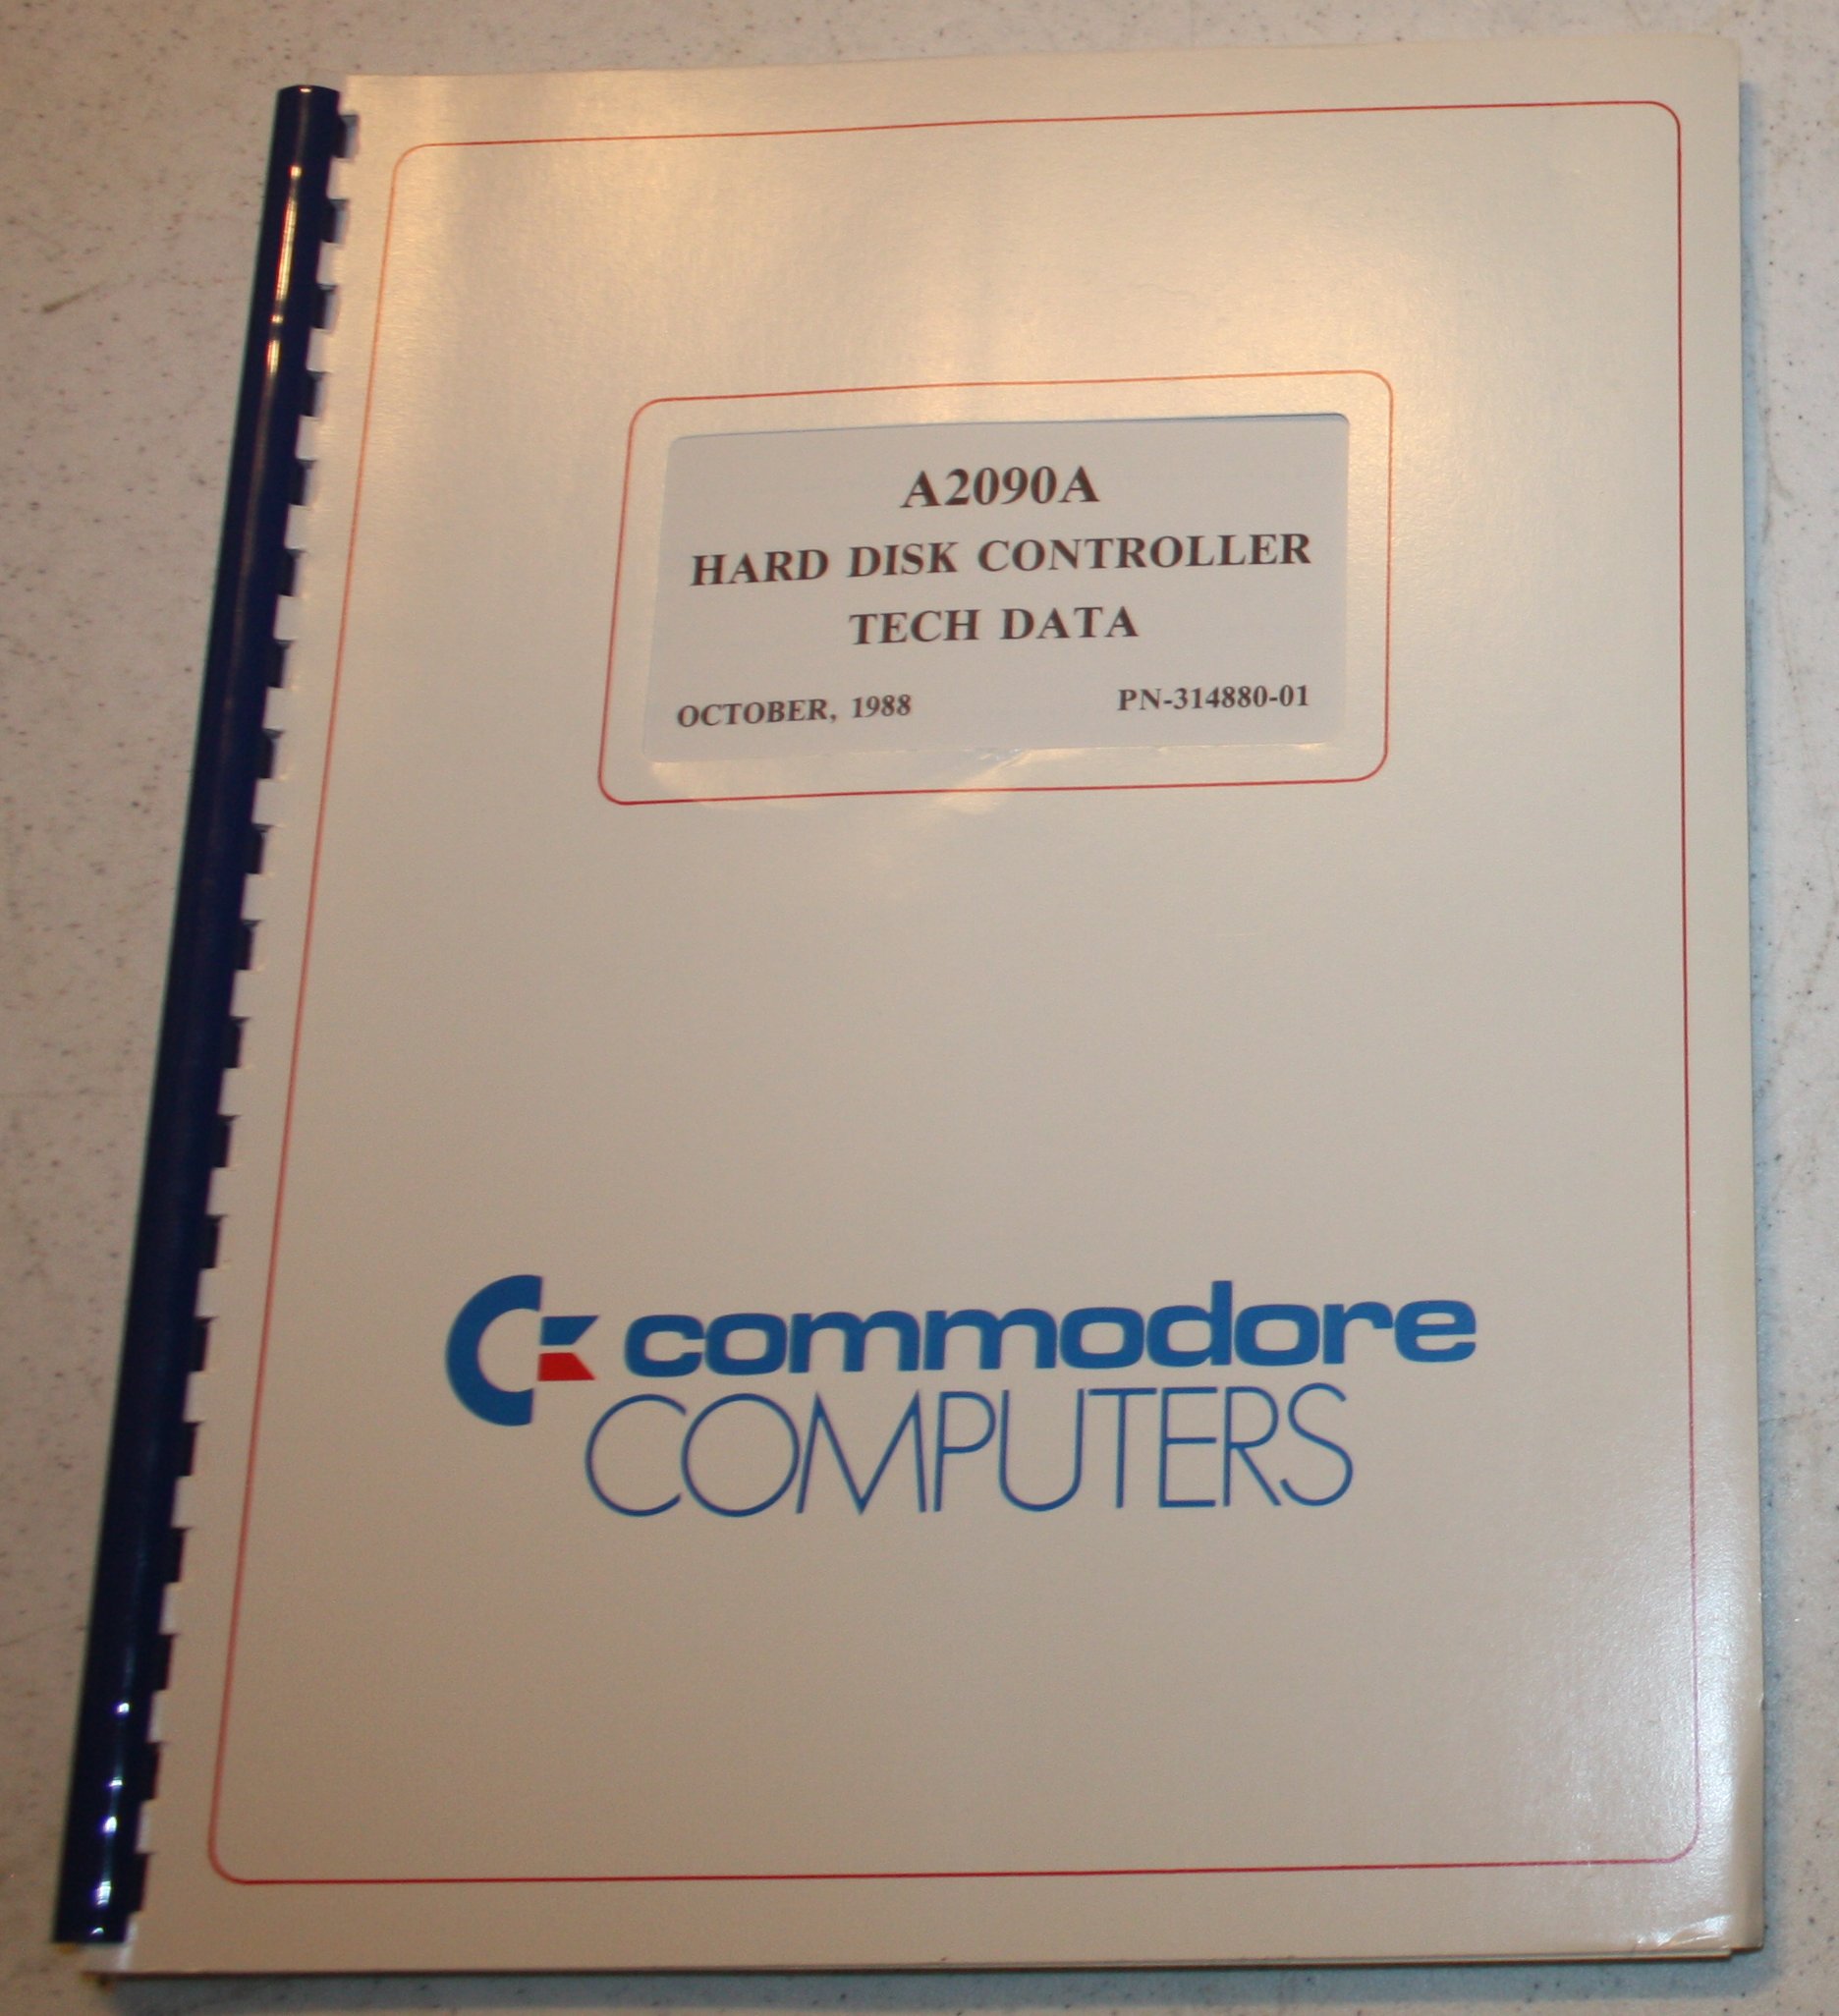 A2090A
HARD DISK CONTROLLER
TECH DATA
OCTOBER, 1988 PN-314880-01
commodore
COMPUTERS